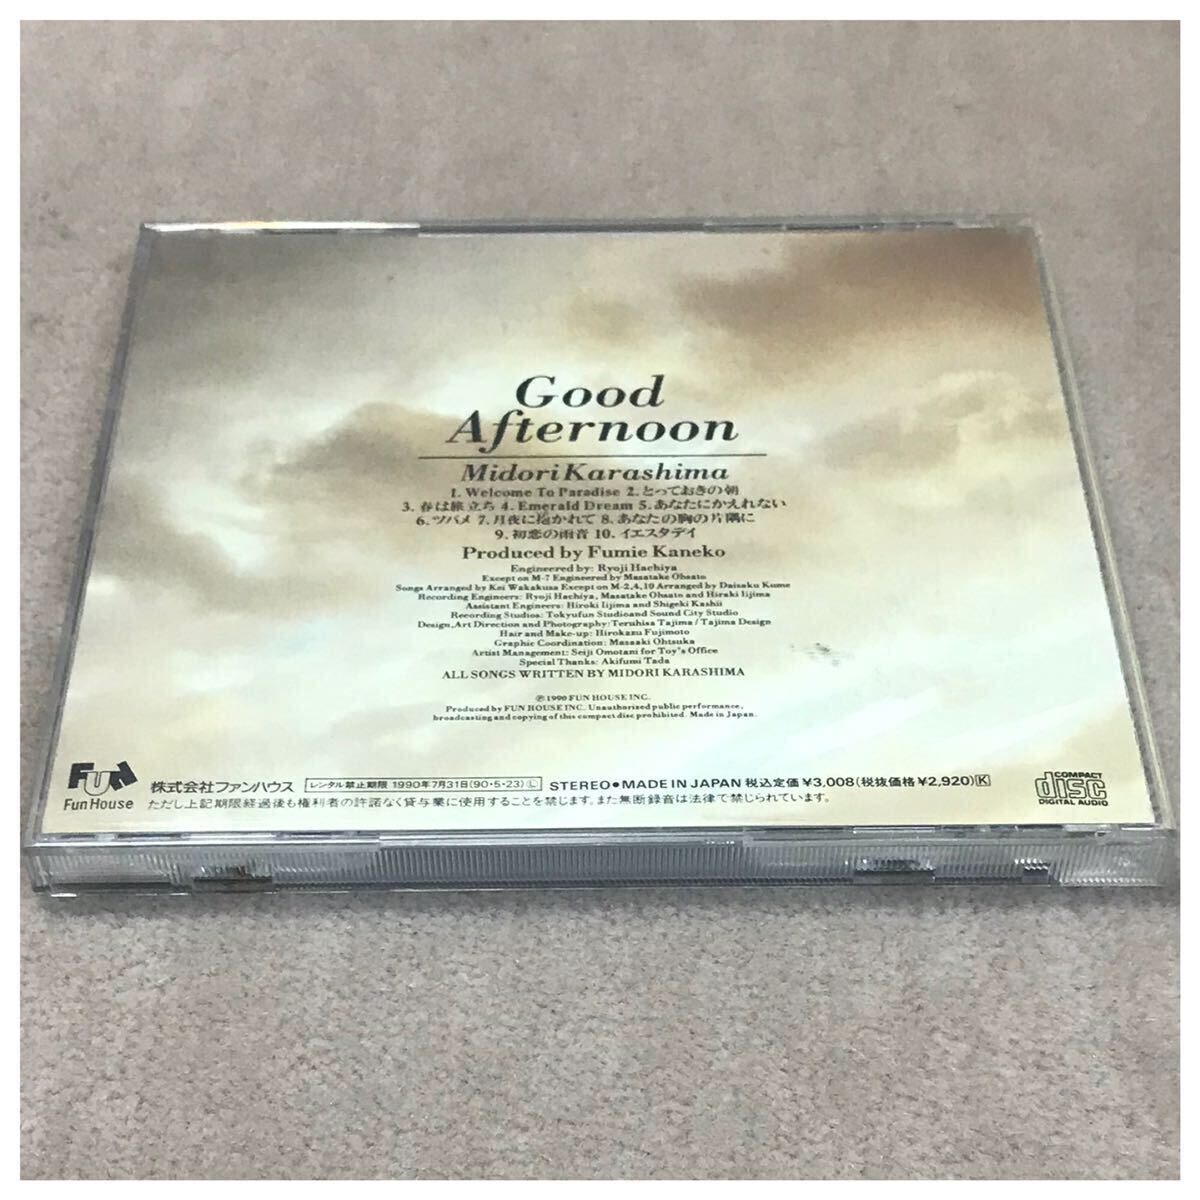 Good
Afternoon
Midori Karashima
1. Welcome To Paradise 2. とっておきの朝
3. 春は旅立ち 4. Emerald Dream 5. あなたにかえれない
6. ツバメ 7. 月夜に抱かれて 8. あなたの胸の片隅に
9. 初恋の雨音 10. イエスタデイ
Produced by Fumie Kaneko
Engineered by: Ryoji Hachiya
Except on M-7 Engineered by Masatake Ohsato
Songs Arranged by Kei Wakakusa Except on M-2,4,10 Arranged by Daisaku Kume
Recording Engineers: Ryoji Hachiya, Masatake Ohsato and Hiraki Iijima
Assistant Engineers: Hiroki Iijima and Shigeki Kashii
Recording Studios: Tokyufun Studioand Sound City Studio
Design, Art Direction and Photography: Teruhisa Tajima / Tajima Design
Hair and Make-up: Hirokazu Fujimoto
Graphic Coordination: Masaaki Ohtsuka
Artist Management: Seiji Omotani for Toy's Office
Special Thanks: Akifumi Tada
ALL SONGS WRITTEN BY MIDORI KARASHIMA
℗1990 FUN HOUSE INC.
Produced by FUN HOUSE INC. Unauthorized public performance,
broadcasting and copying of this compact disc prohibited. Made in Japan.
FUN
Fun House
株式会社ファンハウス レンタル禁止期限 1990年7月31日(90・5・23)Ⓛ STEREO●MADE IN JAPAN 税込定価¥3,008(税抜価格¥2,920)K
ただし上記期限経過後も権利者の許諾なく貸与業に使用することを禁じます。また無断録音は法律で禁じられています。
COMPACT
disc
DIGITAL AUDIO